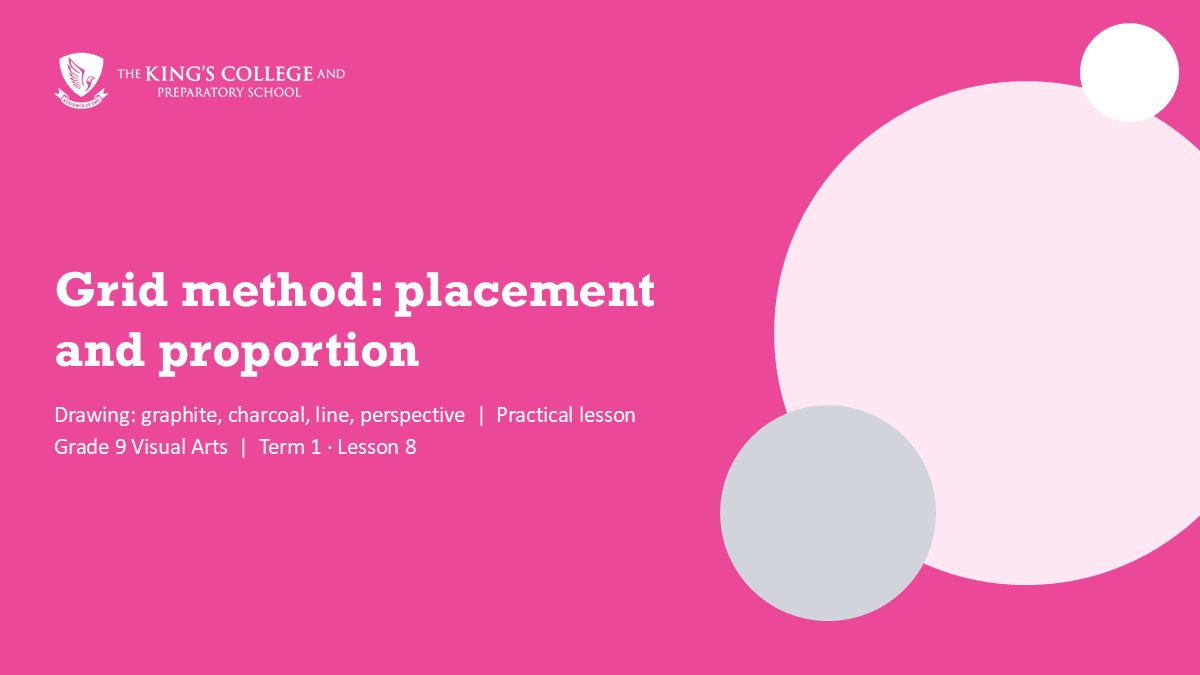 THE KING'S COLLEGE AND
PREPARATORY SCHOOL
Grid method: placement
and proportion
Drawing: graphite, charcoal, line, perspective | Practical lesson
Grade 9 Visual Arts | Term 1 · Lesson 8